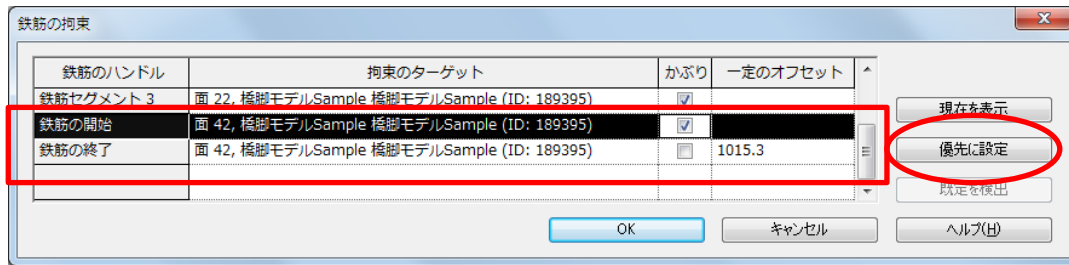 鉄筋の拘束
鉄筋のハンドル 拘束のターゲット かぶり 一定のオフセット
鉄筋セグメント 3 面 22, 橋脚モデルSample 橋脚モデルSample (ID: 189395)
鉄筋の開始 面 42, 橋脚モデルSample 橋脚モデルSample (ID: 189395)
鉄筋の終了 面 42, 橋脚モデルSample 橋脚モデルSample (ID: 189395) 1015.3
現在を表示
優先に設定
既定を検出
OK キャンセル ヘルプ(H)